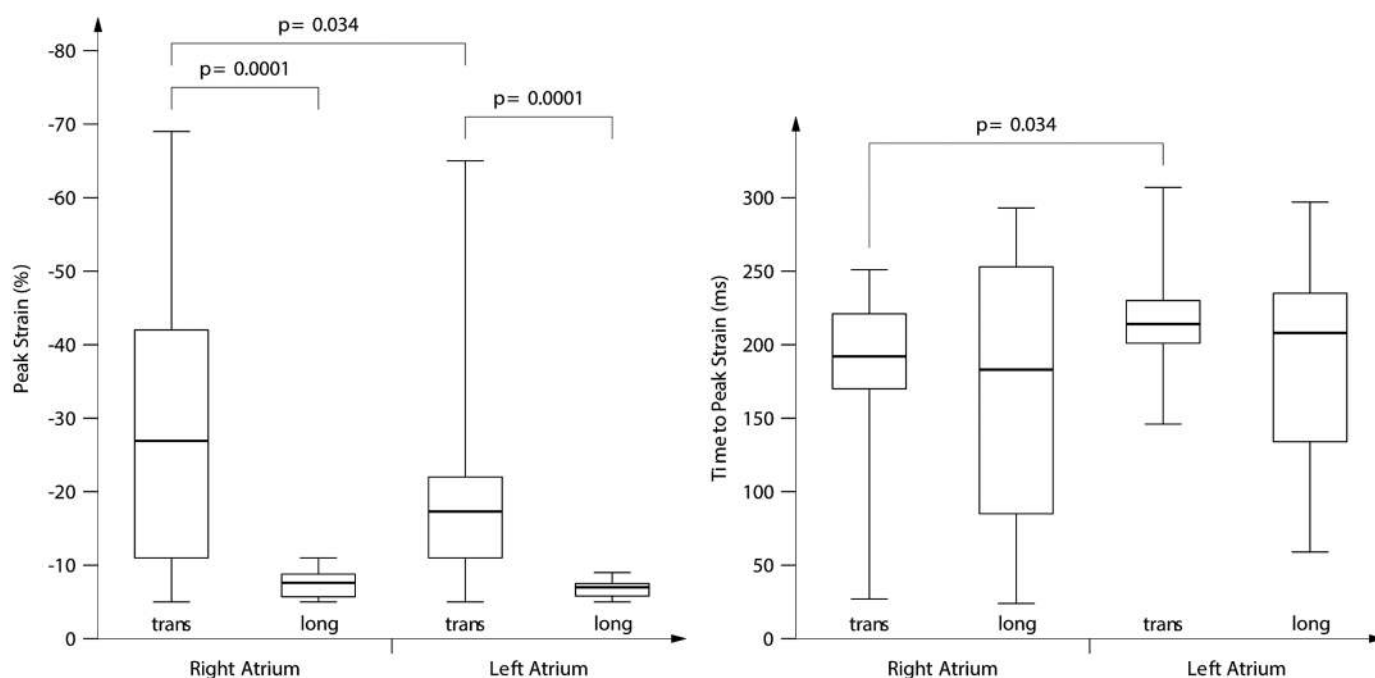 p= 0.034
-80
p= 0.0001
p= 0.0001
-70
-60
-50
-40
-30
-20
-10
0
Peak Strain (%)
trans long trans long
Right Atrium Left Atrium
p= 0.034
300
250
200
150
100
50
0
Time to Peak Strain (ms)
trans long trans long
Right Atrium Left Atrium